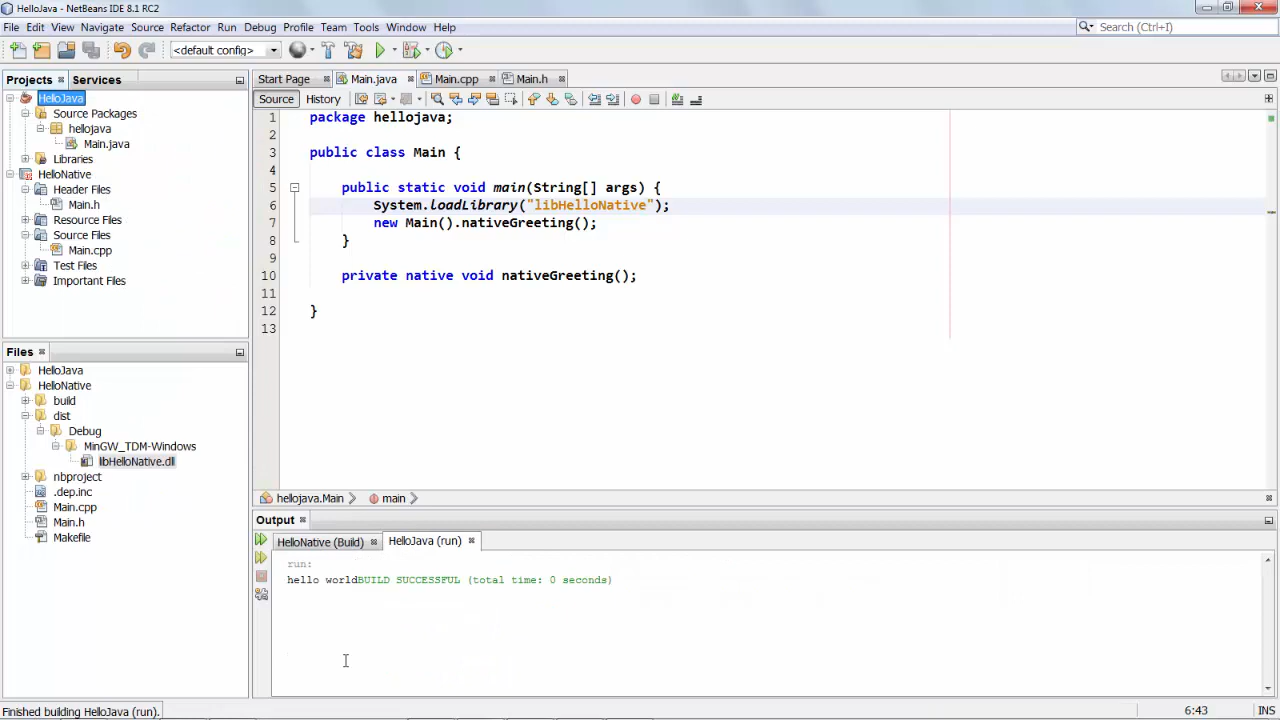 HelloJava - NetBeans IDE 8.1 RC2
File Edit View Navigate Source Refactor Run Debug Profile Team Tools Window Help
Search (Ctrl+I)
<default config>
Projects Services
Start Page Main.java Main.cpp Main.h
HelloJava
Source Packages
hellojava
Main.java
Libraries
HelloNative
Header Files
Main.h
Resource Files
Source Files
Main.cpp
Test Files
Important Files
Source History
1 package hellojava;
2
3 public class Main {
4
5 public static void main(String[] args) {
6 System.loadLibrary("libHelloNative");
7 new Main().nativeGreeting();
8 }
9
10 private native void nativeGreeting();
11
12 }
13
Files
HelloJava
HelloNative
build
dist
Debug
MinGW_TDM-Windows
libHelloNative.dll
nbproject
.dep.inc
Main.cpp
Main.h
Makefile
hellojava.Main main
Output
HelloNative (Build) HelloJava (run)
run:
hello worldBUILD SUCCESSFUL (total time: 0 seconds)
Finished building HelloJava (run).
6:43 INS